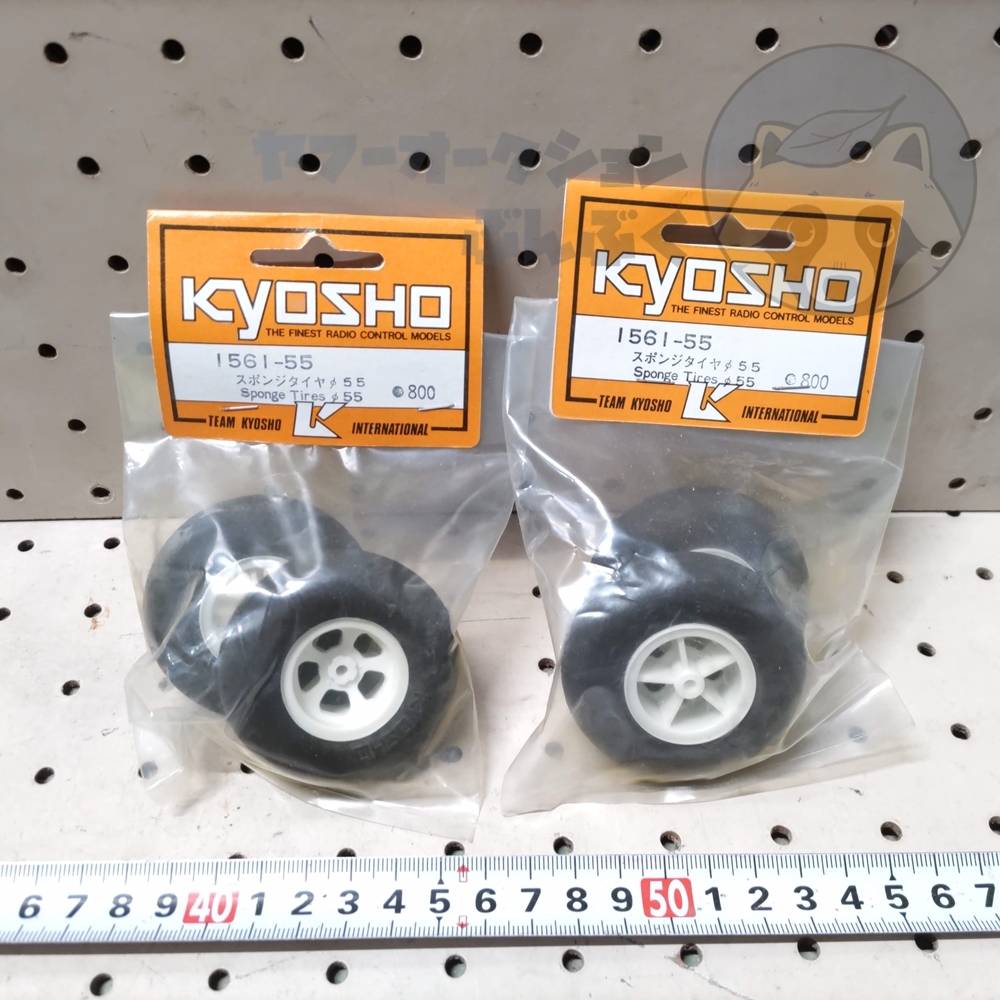 ヤフーオークション
ぶんぶく
KYOSHO
THE FINEST RADIO CONTROL MODELS
1561-55
スポンジタイヤφ55
Sponge Tires φ55
800
TEAM KYOSHO
INTERNATIONAL
KYOSHO
THE FINEST RADIO CONTROL MODELS
1561-55
スポンジタイヤφ55
Sponge Tires φ55
800
TEAM KYOSHO
INTERNATIONAL
6 7 8 9 40 1 2 3 4 5 6 7 8 9 50 1 2 3 4 5 6 7